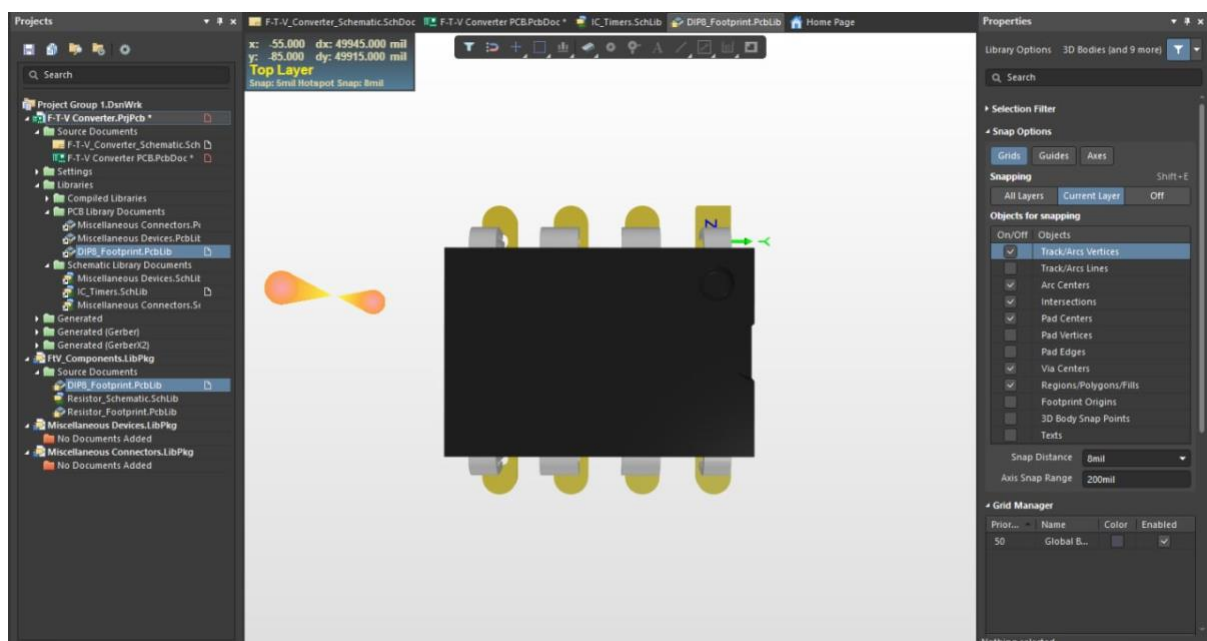 Projects
F-T-V_Converter_Schematic.SchDoc
F-T-V Converter PCB.PcbDoc *
IC_Timers.SchLib
DIP8_Footprint.PcbLib
Home Page
Properties
x: -55.000 dx: 49945.000 mil
y: -85.000 dy: 49915.000 mil
Top Layer
Snap: 5mil Hotspot Snap: 8mil
Search
Project Group 1.DsnWrk
F-T-V Converter.PrjPcb *
Source Documents
F-T-V_Converter_Schematic.Sch
F-T-V Converter PCB.PcbDoc *
Settings
Libraries
Compiled Libraries
PCB Library Documents
Miscellaneous Connectors.P
Miscellaneous Devices.PcbLit
DIP8_Footprint.PcbLib
Schematic Library Documents
Miscellaneous Devices.SchLit
IC_Timers.SchLib
Miscellaneous Connectors.S
Generated
Generated (Gerber)
Generated (GerberX2)
FtV_Components.LibPkg
Source Documents
DIP8_Footprint.PcbLib
Resistor_Schematic.SchLib
Resistor_Footprint.PcbLib
Miscellaneous Devices.LibPkg
No Documents Added
Miscellaneous Connectors.LibPkg
No Documents Added
Library Options 3D Bodies (and 9 more)
Search
Selection Filter
Snap Options
Grids Guides Axes
Snapping Shift+E
All Layers Current Layer Off
Objects for snapping
On/Off Objects
Track/Arcs Vertices
Track/Arcs Lines
Arc Centers
Intersections
Pad Centers
Pad Vertices
Pad Edges
Via Centers
Regions/Polygons/Fills
Footprint Origins
3D Body Snap Points
Texts
Snap Distance 8mil
Axis Snap Range 200mil
Grid Manager
Prior... Name Color Enabled
50 Global B...
Nothing selected